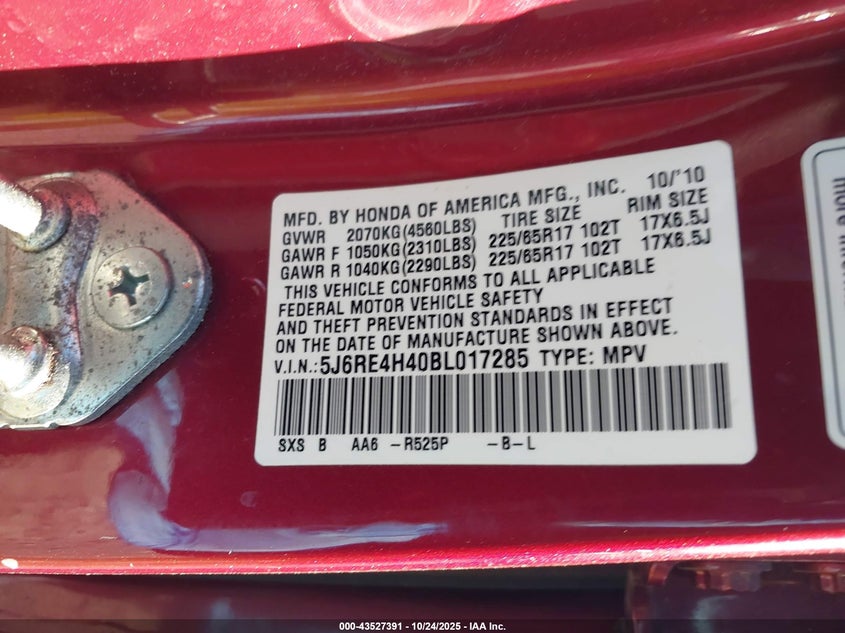 MFD. BY HONDA OF AMERICA MFG., INC. 10/'10
TIRE SIZE RIM SIZE
GVWR 2070KG(4560LBS)
GAWR F 1050KG(2310LBS) 225/65R17 102T 17X6.5J
GAWR R 1040KG(2290LBS) 225/65R17 102T 17X6.5J
THIS VEHICLE CONFORMS TO ALL APPLICABLE
FEDERAL MOTOR VEHICLE SAFETY
AND THEFT PREVENTION STANDARDS IN EFFECT
ON THE DATE OF MANUFACTURE SHOWN ABOVE.
V.I.N.:5J6RE4H40BL017285 TYPE: MPV
SXS B AA6 -R525P -B-L
more
000-43527391 - 10/24/2025 - IAA Inc.